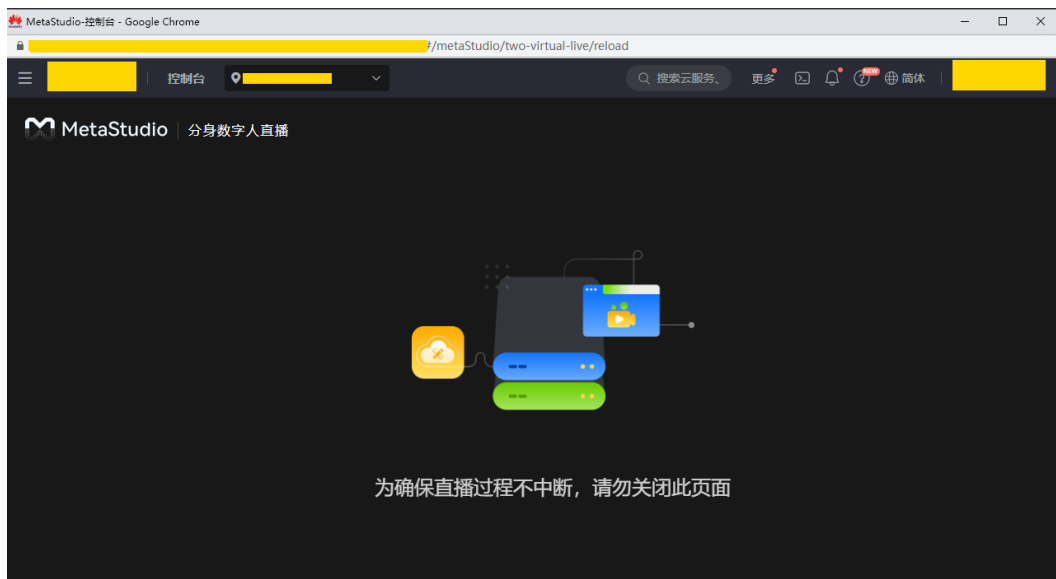 MetaStudio-控制台 - Google Chrome
#/metaStudio/two-virtual-live/reload
控制台 搜索云服务、 更多 NEW 简体
MetaStudio 分身数字人直播
为确保直播过程不中断，请勿关闭此页面